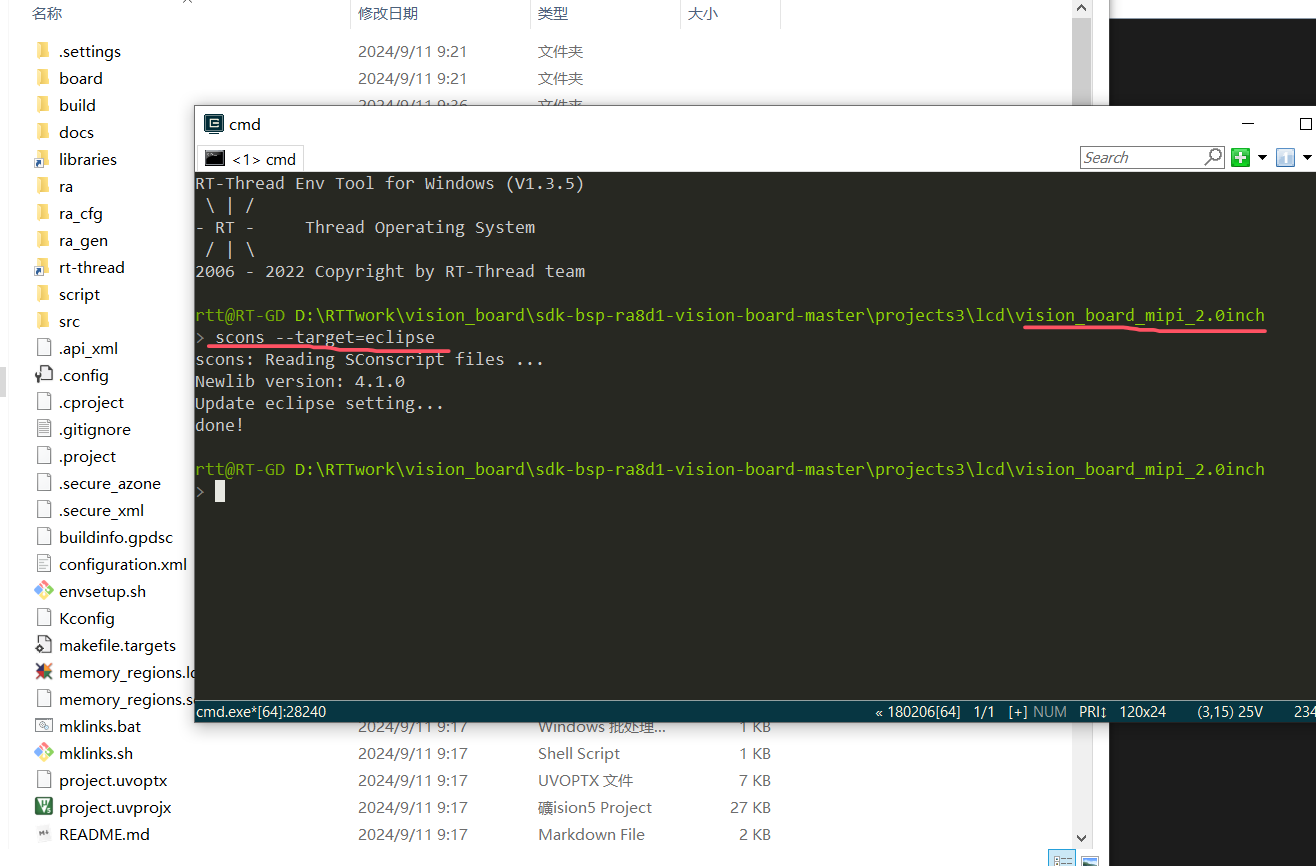 名称 修改日期 类型 大小
.settings 2024/9/11 9:21 文件夹
board 2024/9/11 9:21 文件夹
build 2024/9/11 9:26 文件夹
docs
libraries
ra
ra_cfg
ra_gen
rt-thread
script
src
.api_xml
.config
.cproject
.gitignore
.project
.secure_azone
.secure_xml
buildinfo.gpdsc
configuration.xml
envsetup.sh
Kconfig
makefile.targets
memory_regions.ld
memory_regions.s
mklinks.bat 2024/9/11 9:17 Windows 批处理... 1 KB
mklinks.sh 2024/9/11 9:17 Shell Script 1 KB
project.uvoptx 2024/9/11 9:17 UVOPTX 文件 7 KB
project.uvprojx 2024/9/11 9:17 礦ision5 Project 27 KB
README.md 2024/9/11 9:17 Markdown File 2 KB
cmd
<1> cmd
Search
RT-Thread Env Tool for Windows (V1.3.5)
\ | /
- RT - Thread Operating System
/ | \
2006 - 2022 Copyright by RT-Thread team
rtt@RT-GD D:\RTTwork\vision_board\sdk-bsp-ra8d1-vision-board-master\projects3\lcd\vision_board_mipi_2.0inch
> scons --target=eclipse
scons: Reading SConscript files ...
Newlib version: 4.1.0
Update eclipse setting...
done!
rtt@RT-GD D:\RTTwork\vision_board\sdk-bsp-ra8d1-vision-board-master\projects3\lcd\vision_board_mipi_2.0inch
>
cmd.exe*[64]:28240 « 180206[64] 1/1 [+] NUM PRI↕ 120x24 (3,15) 25V 234